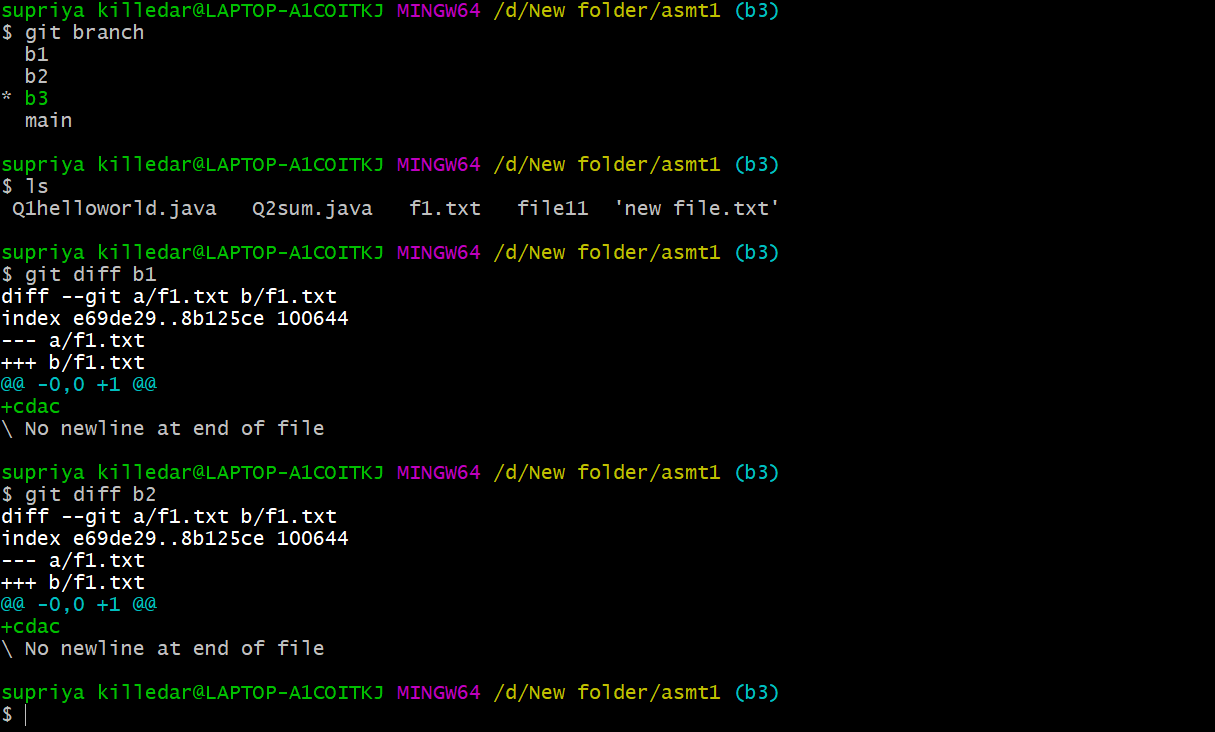 supriya killedar@LAPTOP-A1COITKJ MINGW64 /d/New folder/asmt1 (b3)
$ git branch
  b1
  b2
* b3
  main

supriya killedar@LAPTOP-A1COITKJ MINGW64 /d/New folder/asmt1 (b3)
$ ls
 Q1helloworld.java   Q2sum.java   f1.txt   file11  'new file.txt'

supriya killedar@LAPTOP-A1COITKJ MINGW64 /d/New folder/asmt1 (b3)
$ git diff b1
diff --git a/f1.txt b/f1.txt
index e69de29..8b125ce 100644
--- a/f1.txt
+++ b/f1.txt
@@ -0,0 +1 @@
+cdac
\ No newline at end of file

supriya killedar@LAPTOP-A1COITKJ MINGW64 /d/New folder/asmt1 (b3)
$ git diff b2
diff --git a/f1.txt b/f1.txt
index e69de29..8b125ce 100644
--- a/f1.txt
+++ b/f1.txt
@@ -0,0 +1 @@
+cdac
\ No newline at end of file

supriya killedar@LAPTOP-A1COITKJ MINGW64 /d/New folder/asmt1 (b3)
$